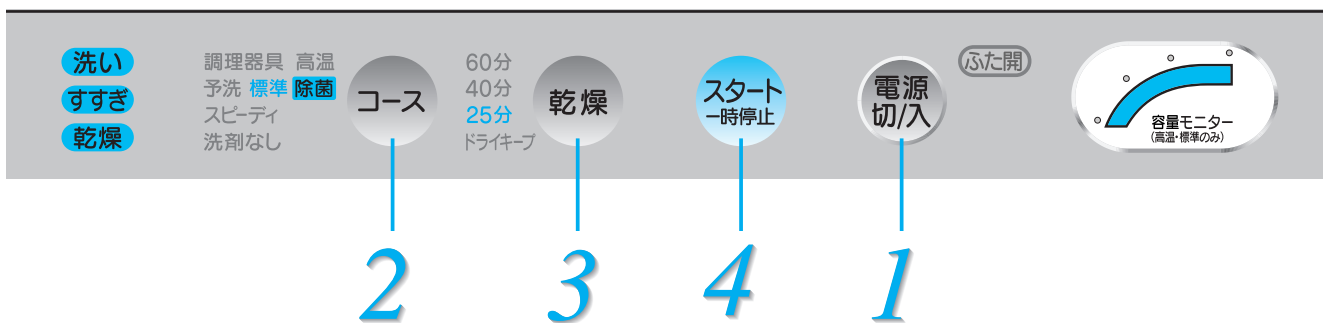 洗い
すすぎ
乾燥
調理器具 高温
予洗 標準 除菌
スピーディ
洗剤なし
コース
60分
40分
25分
ドライキープ
乾燥
スタート
一時停止
電源
切/入
ふた開
容量モニター
(高温・標準のみ)
2
3
4
1